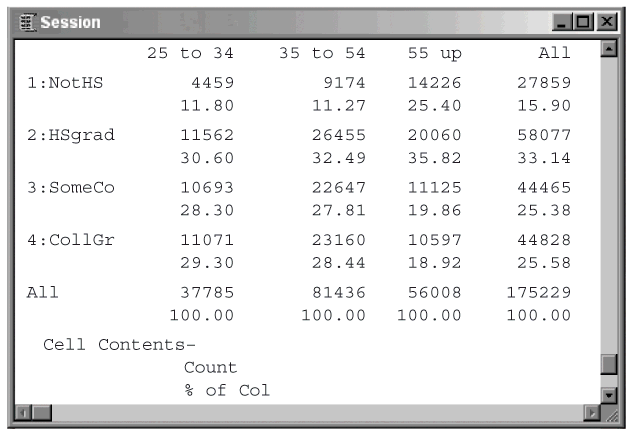 Session
25 to 34 35 to 54 55 up All
1:NotHS 4459 9174 14226 27859
11.80 11.27 25.40 15.90
2:HSgrad 11562 26455 20060 58077
30.60 32.49 35.82 33.14
3:SomeCo 10693 22647 11125 44465
28.30 27.81 19.86 25.38
4:CollGr 11071 23160 10597 44828
29.30 28.44 18.92 25.58
All 37785 81436 56008 175229
100.00 100.00 100.00 100.00
Cell Contents-
Count
% of Col